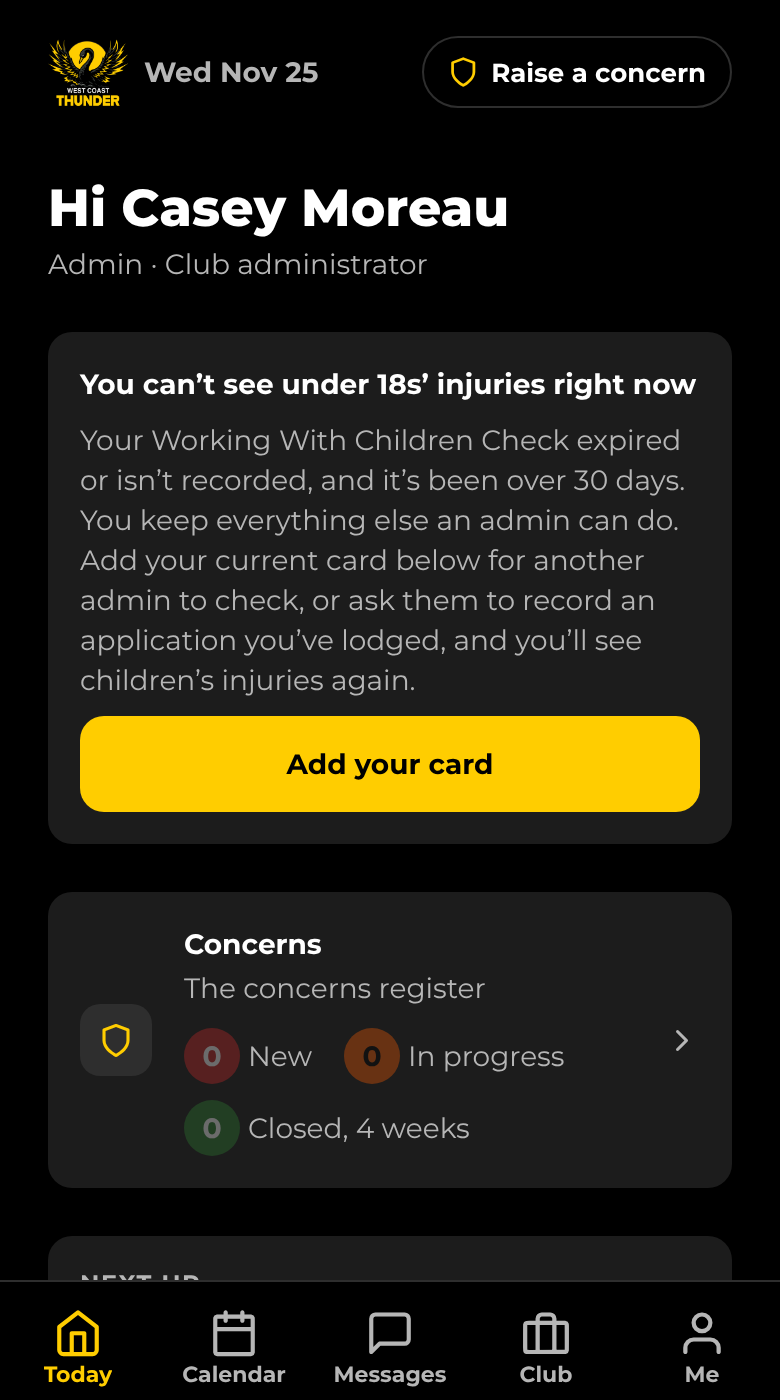 WEST COAST
THUNDER
Wed Nov 25
Raise a concern
Hi Casey Moreau
Admin · Club administrator
You can’t see under 18s’ injuries right now
Your Working With Children Check expired
or isn’t recorded, and it’s been over 30 days.
You keep everything else an admin can do.
Add your current card below for another
admin to check, or ask them to record an
application you’ve lodged, and you’ll see
children’s injuries again.
Add your card
Concerns
The concerns register
0 New 0 In progress
0 Closed, 4 weeks
NEXT UP
Today Calendar Messages Club Me